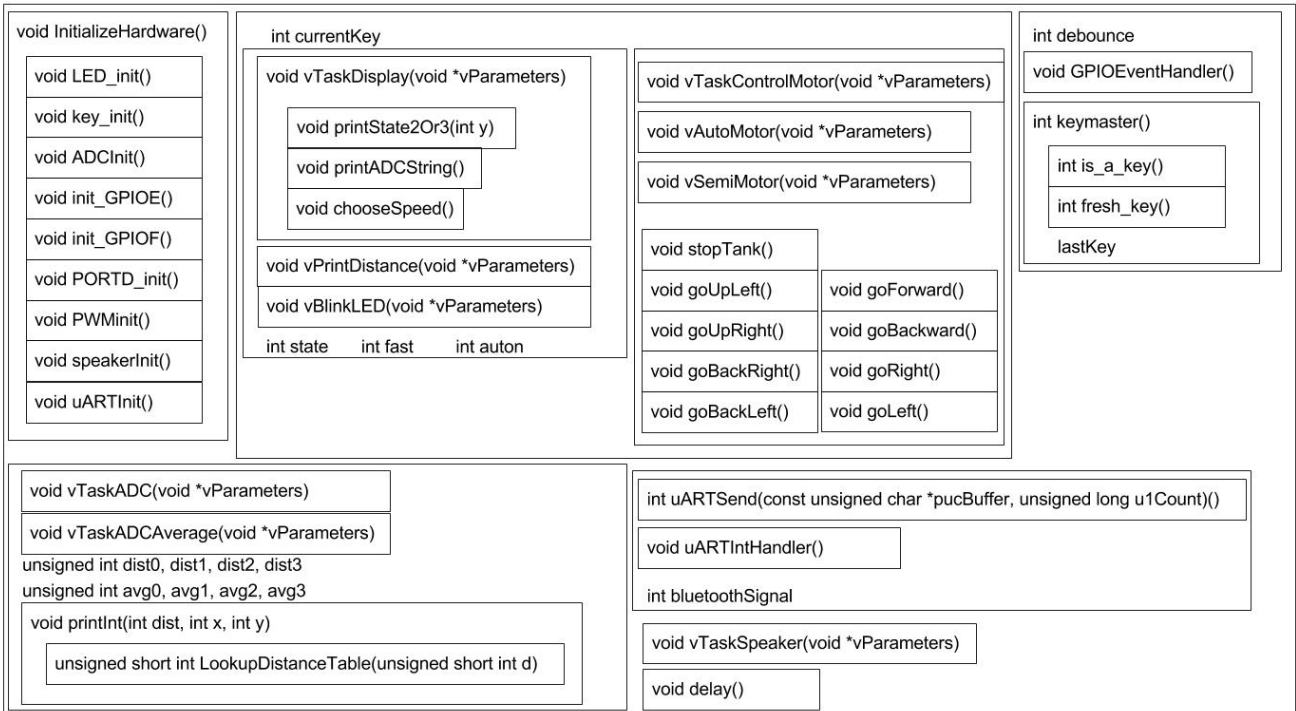 void InitializeHardware()
void LED_init()
void key_init()
void ADCInit()
void init_GPIOE()
void init_GPIOF()
void PORTD_init()
void PWMinit()
void speakerInit()
void uARTInit()
int currentKey
void vTaskDisplay(void *vParameters)
void printState2Or3(int y)
void printADCString()
void chooseSpeed()
void vPrintDistance(void *vParameters)
void vBlinkLED(void *vParameters)
int state int fast int auton
void vTaskControlMotor(void *vParameters)
void vAutoMotor(void *vParameters)
void vSemiMotor(void *vParameters)
void stopTank()
void goUpLeft()
void goUpRight()
void goBackRight()
void goBackLeft()
void goForward()
void goBackward()
void goRight()
void goLeft()
int debounce
void GPIOEventHandler()
int keymaster()
int is_a_key()
int fresh_key()
lastKey
void vTaskADC(void *vParameters)
void vTaskADCAverage(void *vParameters)
unsigned int dist0, dist1, dist2, dist3
unsigned int avg0, avg1, avg2, avg3
void printInt(int dist, int x, int y)
unsigned short int LookupDistanceTable(unsigned short int d)
int uARTSend(const unsigned char *pucBuffer, unsigned long u1Count)()
void uARTIntHandler()
int bluetoothSignal
void vTaskSpeaker(void *vParameters)
void delay()